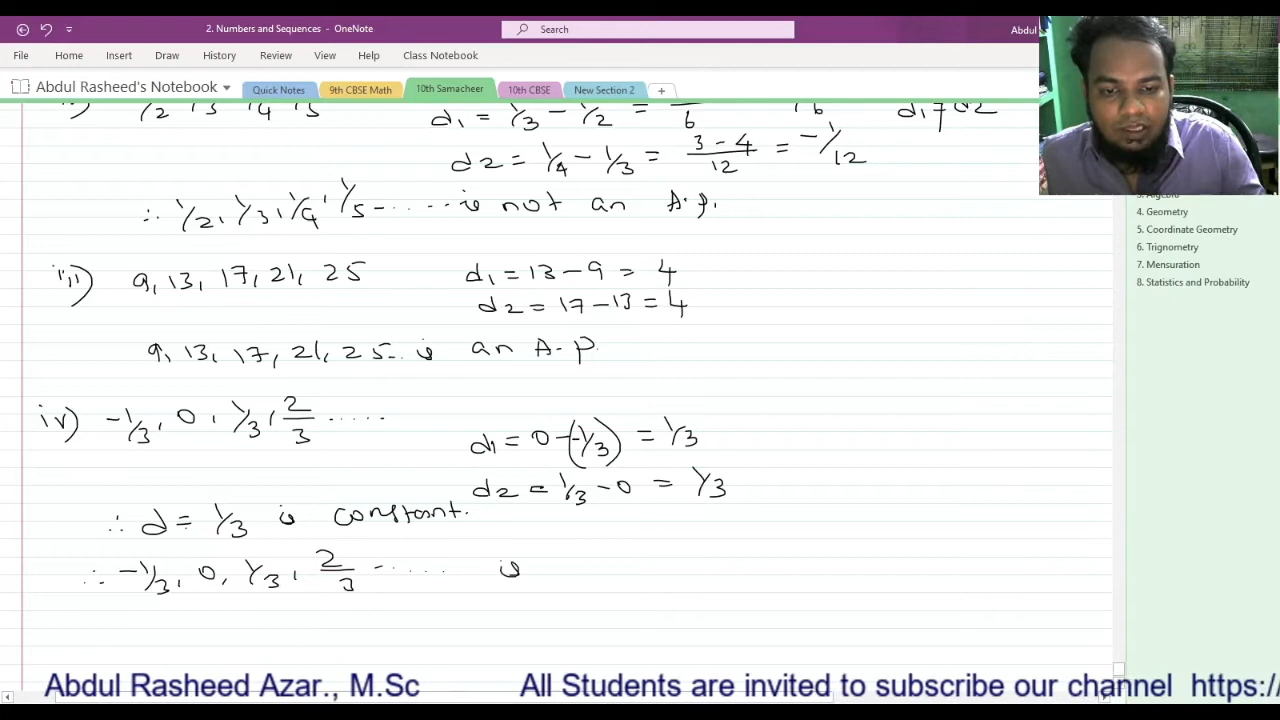 2. Numbers and Sequences - OneNote
Search
Abdul
File Home Insert Draw History Review View Help Class Notebook
Abdul Rasheed's Notebook
Quick Notes 9th CBSE Math 10th Samacheer 10th CBSE New Section 2
d1 = 1/3 - 1/2 =
d1 ≠ d2
d2 = 1/4 - 1/3 = 3-4/12 = -1/12
∴ 1/2, 1/3, 1/4, 1/5 ...... is not an A.p.
4. Geometry
5. Coordinate Geometry
6. Trignometry
7. Mensuration
8. Statistics and Probability
iii) 9, 13, 17, 21, 25 d1 = 13 - 9 = 4
d2 = 17 - 13 = 4
9, 13, 17, 21, 25.. is an A.p.
iv) -1/3, 0, 1/3, 2/3 ......
d1 = 0 - (-1/3) = 1/3
d2 = 1/3 - 0 = 1/3
∴ d = 1/3 is constant.
∴ -1/3, 0, 1/3, 2/3 ...... is
Abdul Rasheed Azar., M.Sc All Students are invited to subscribe our channel https:/